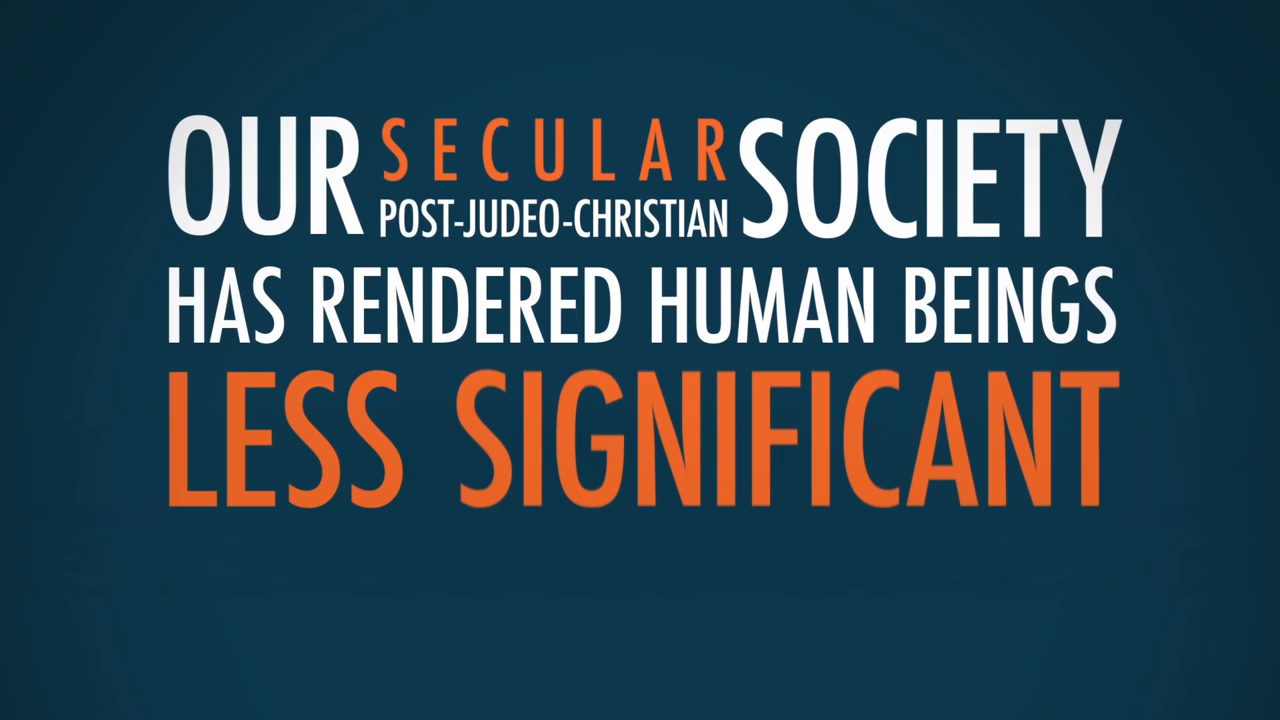 OUR SECULAR SOCIETY
POST-JUDEO-CHRISTIAN
HAS RENDERED HUMAN BEINGS
LESS SIGNIFICANT